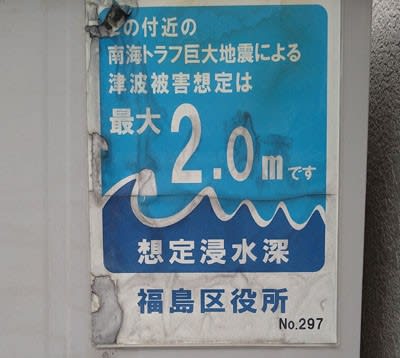 の付近の
南海トラフ巨大地震による
津波被害想定は
最大
2.0mです
想定浸水深
福島区役所
No.297